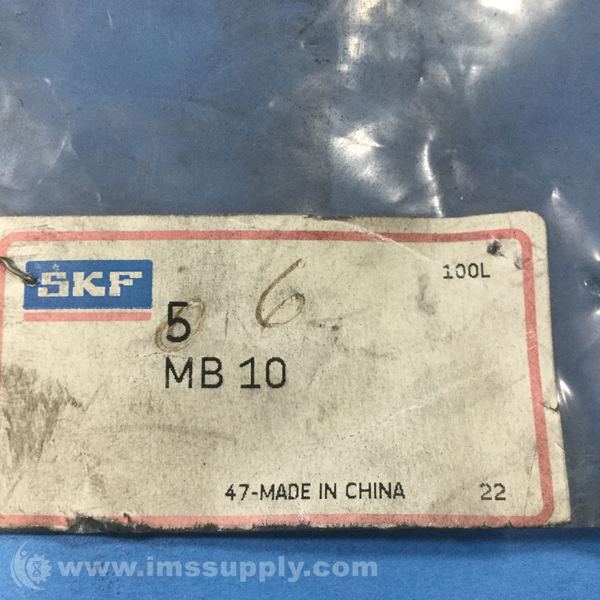 SKF
100L
5 6
MB 10
47-MADE IN CHINA 22
www.imssupply.com